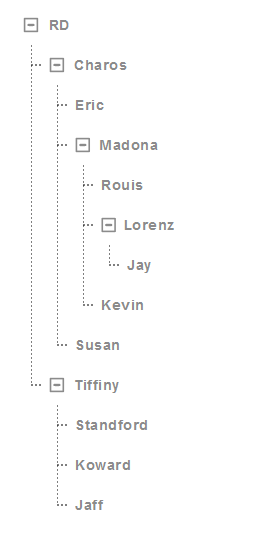 RD
Charos
Eric
Madona
Rouis
Lorenz
Jay
Kevin
Susan
Tiffiny
Standford
Koward
Jaff